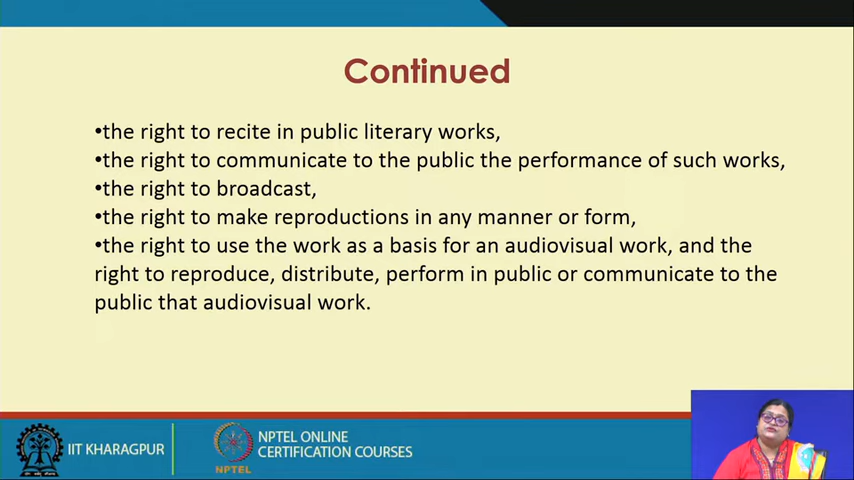 Continued
•the right to recite in public literary works,
•the right to communicate to the public the performance of such works,
•the right to broadcast,
•the right to make reproductions in any manner or form,
•the right to use the work as a basis for an audiovisual work, and the
right to reproduce, distribute, perform in public or communicate to the
public that audiovisual work.
IIT KHARAGPUR
NPTEL
NPTEL ONLINE
CERTIFICATION COURSES